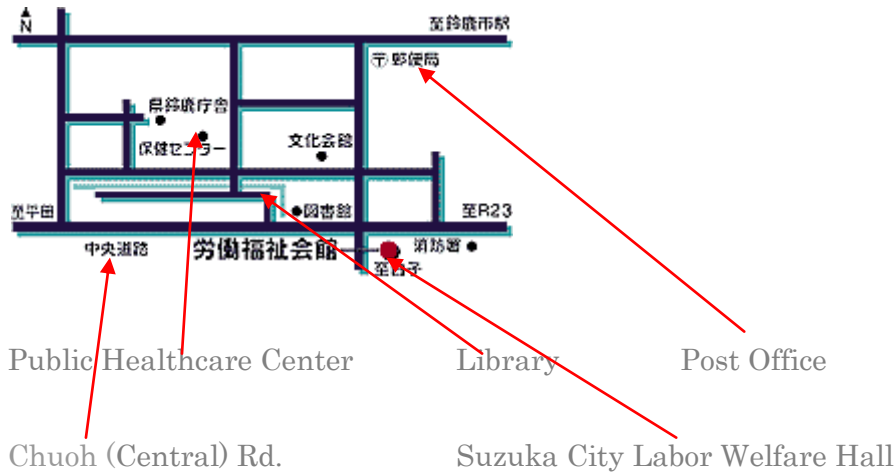 N
至鈴鹿市駅
〒郵便局
県鈴鹿庁舎
保健センター
文化会館
至平田
図書館
至R23
中央道路
労働福祉会館
消防署
至白子
Public Healthcare Center
Library
Post Office
Chuoh (Central) Rd.
Suzuka City Labor Welfare Hall